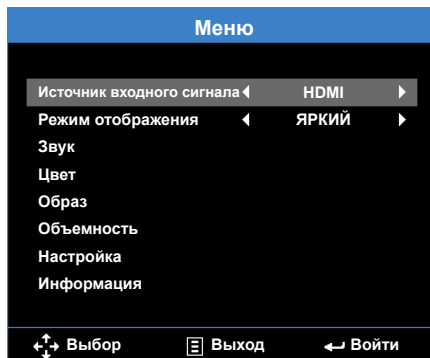 Меню
Источник входного сигнала HDMI
Режим отображения ЯРКИЙ
Звук
Цвет
Образ
Объемность
Настройка
Информация
Выбор Выход Войти